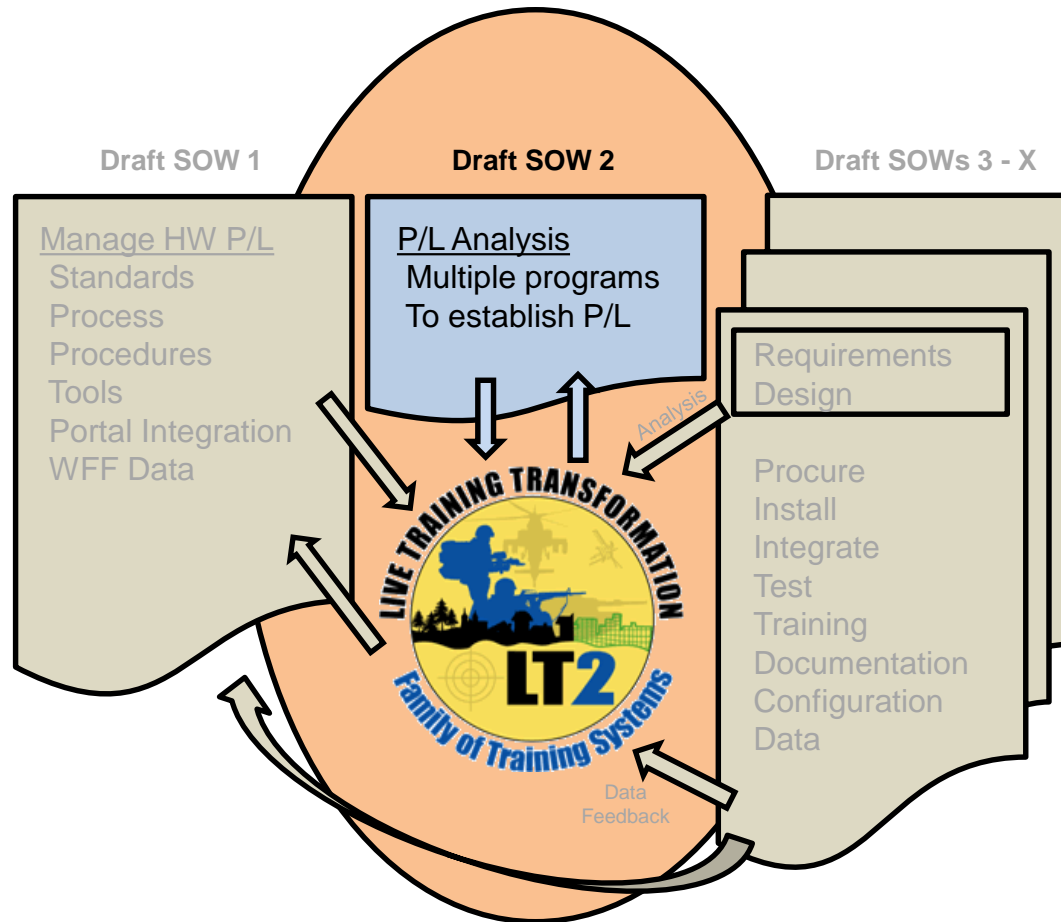 Draft SOW 1
Manage HW P/L
Standards
Process
Procedures
Tools
Portal Integration
WFF Data
Draft SOW 2
P/L Analysis
Multiple programs
To establish P/L
Draft SOWs 3 - X
Requirements
Design
Procure
Install
Integrate
Test
Training
Documentation
Configuration
Data
Analysis
LIVE TRAINING TRANSFORMATION
LT2
Family of Training Systems
Data
Feedback